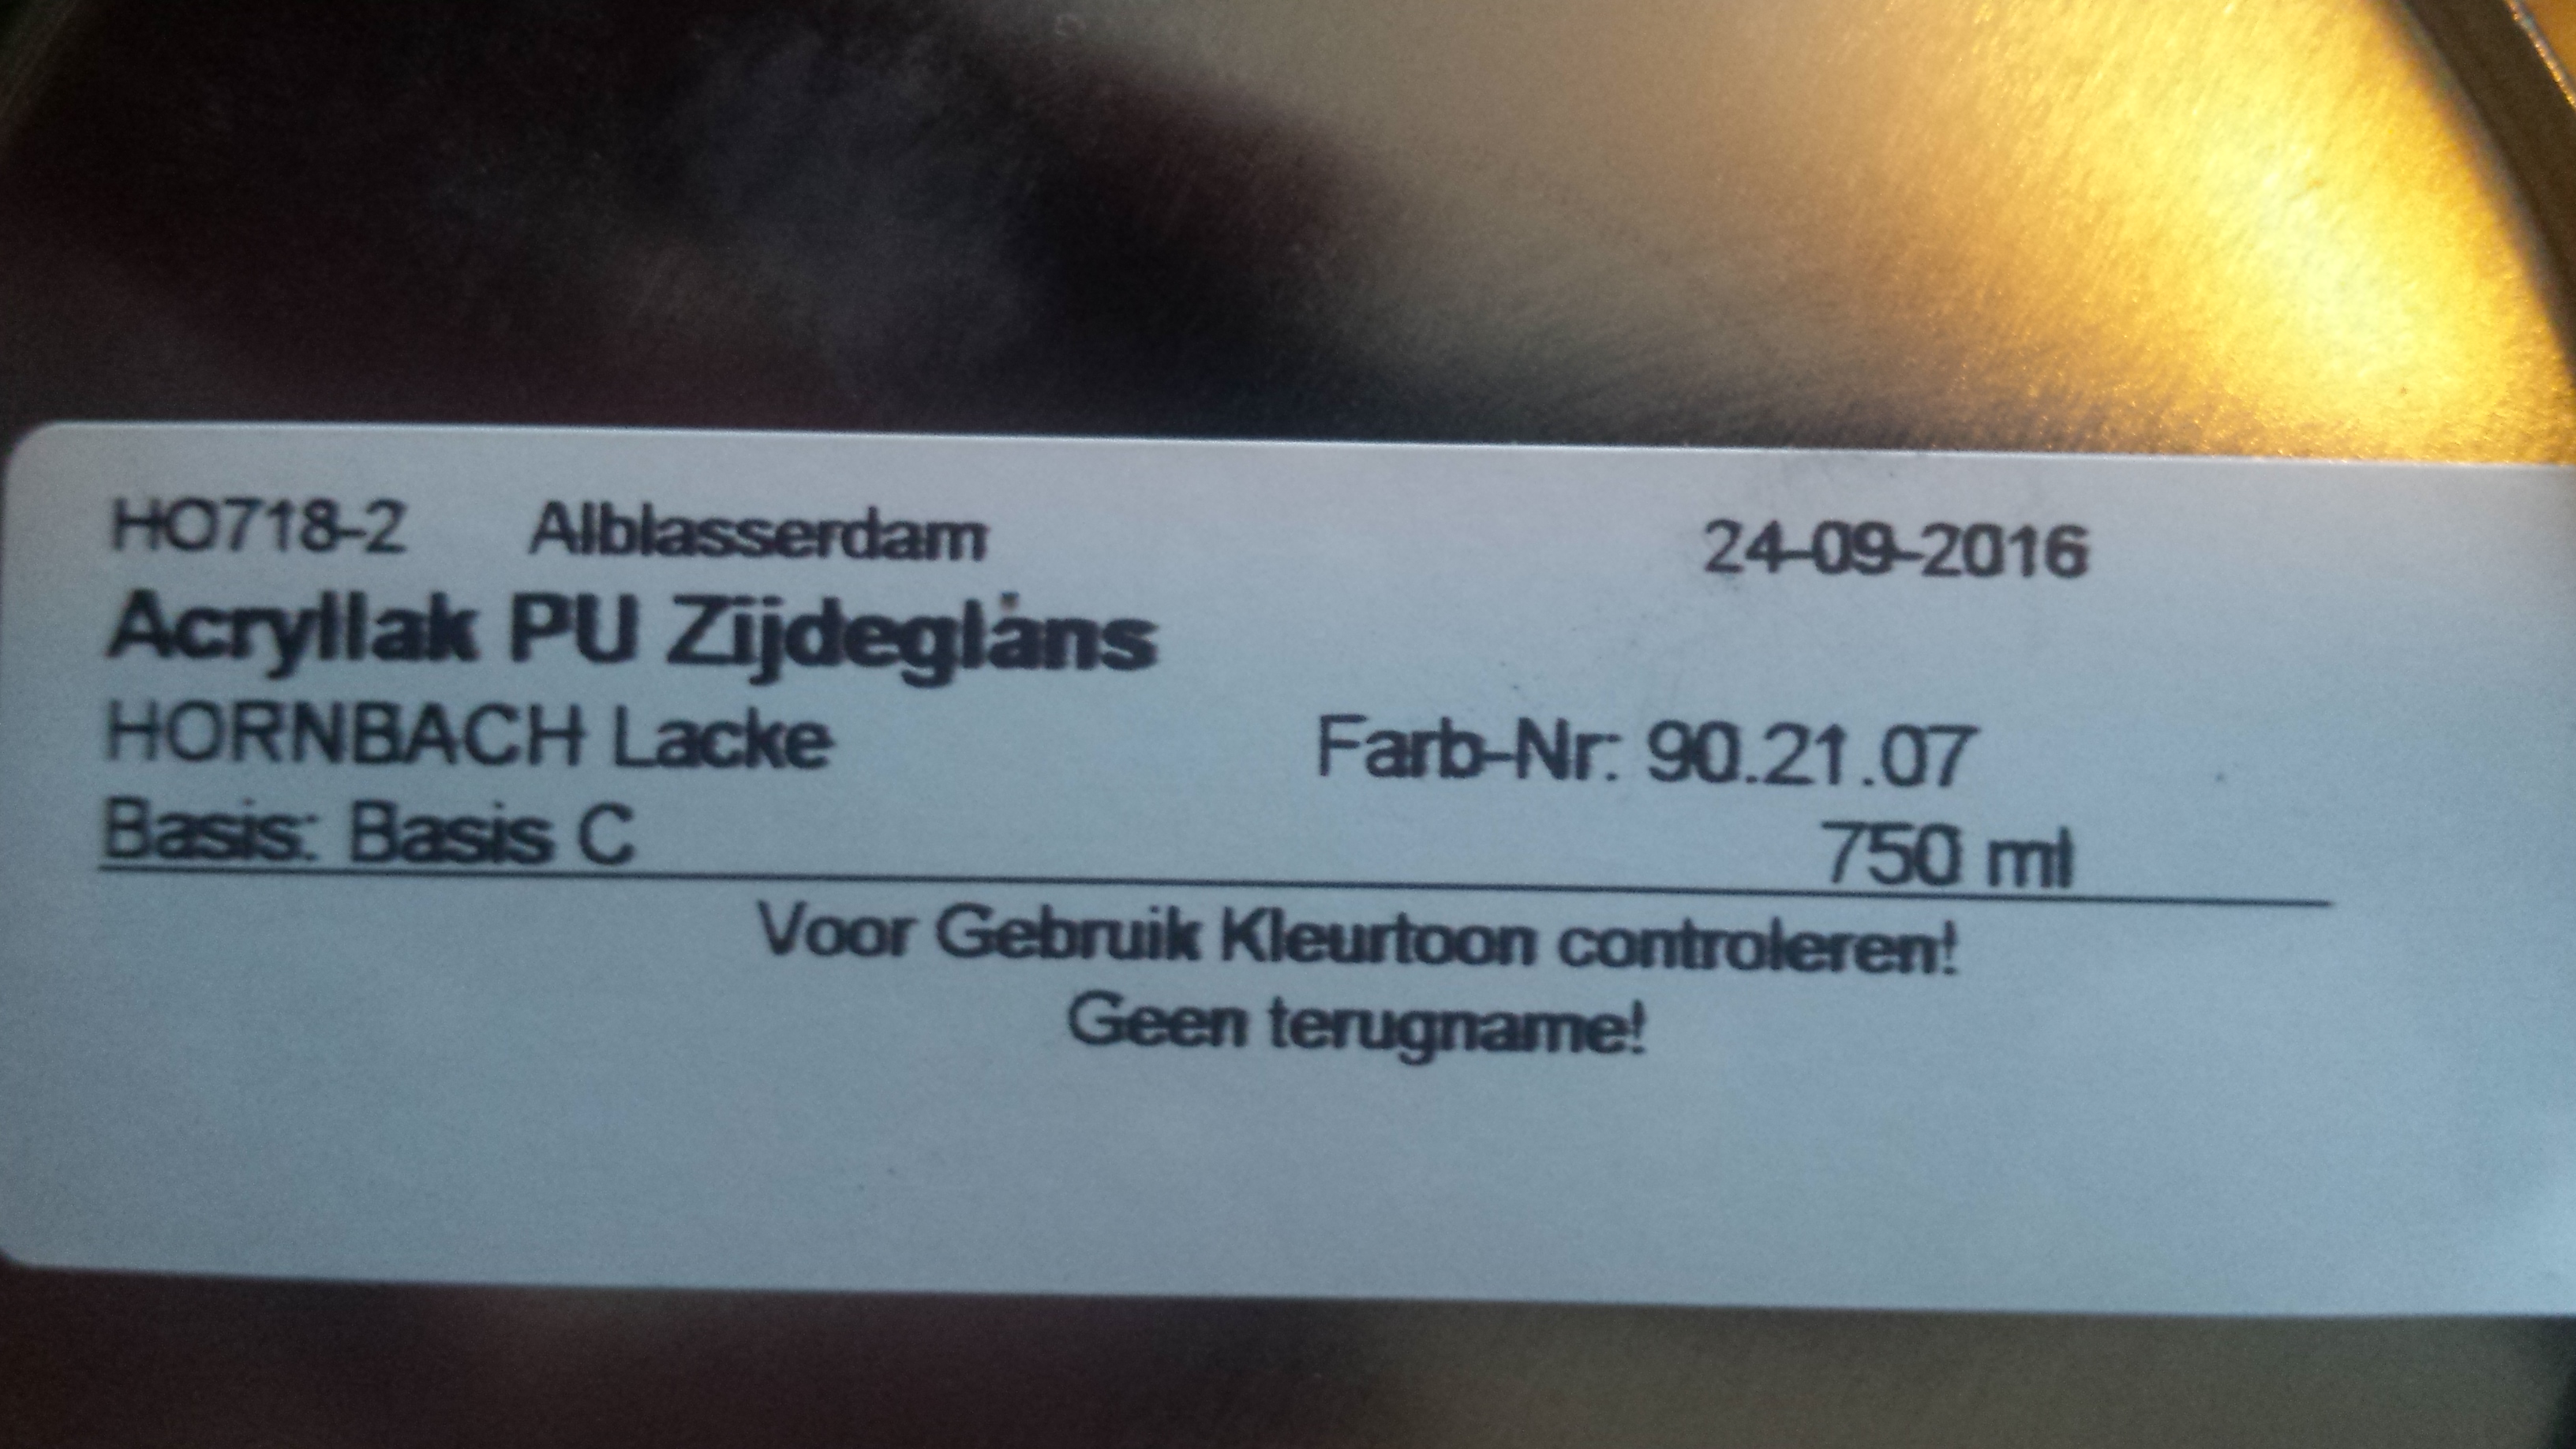 HO718-2 Alblasserdam 24-09-2016
Acryllak PU Zijdeglans
HORNBACH Lacke Farb-Nr: 90.21.07
Basis: Basis C 750 ml
Voor Gebruik Kleurtoon controleren!
Geen terugname!